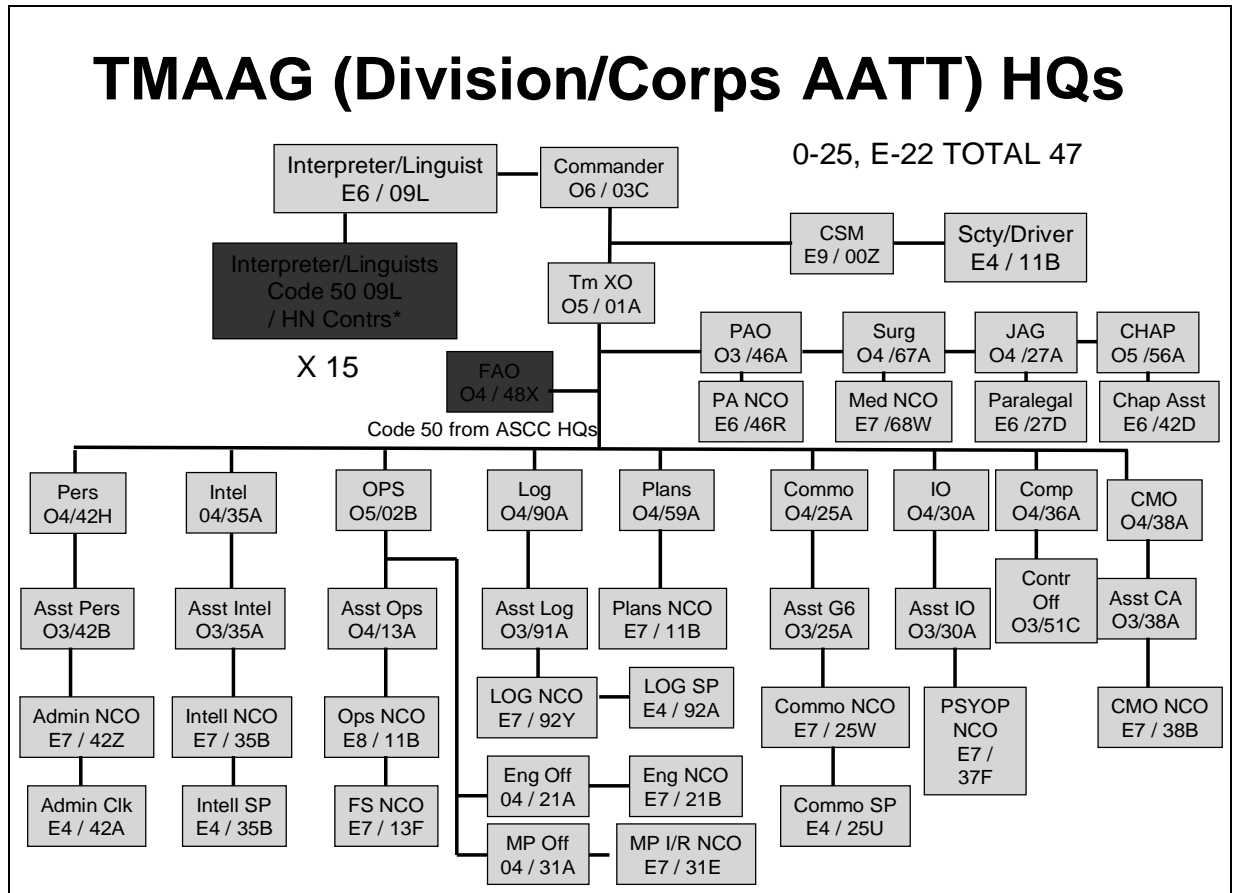 TMAAG (Division/Corps AATT) HQs
0-25, E-22 TOTAL 47
Interpreter/Linguist
E6 / 09L
Commander
O6 / 03C
Interpreter/Linguists
Code 50 09L
/ HN Contrs*
X 15
CSM
E9 / 00Z
Scty/Driver
E4 / 11B
Tm XO
O5 / 01A
FAO
O4 / 48X
Code 50 from ASCC HQs
PAO
O3 /46A
Surg
O4 /67A
JAG
O4 /27A
CHAP
O5 /56A
PA NCO
E6 /46R
Med NCO
E7 /68W
Paralegal
E6 /27D
Chap Asst
E6 /42D
Pers
O4/42H
Intel
04/35A
OPS
O5/02B
Log
O4/90A
Plans
O4/59A
Commo
O4/25A
IO
O4/30A
Comp
O4/36A
CMO
O4/38A
Asst Pers
O3/42B
Asst Intel
O3/35A
Asst Ops
O4/13A
Asst Log
O3/91A
Plans NCO
E7 / 11B
Asst G6
O3/25A
Asst IO
O3/30A
Contr
Off
O3/51C
Asst CA
O3/38A
Admin NCO
E7 / 42Z
Intell NCO
E7 / 35B
Ops NCO
E8 / 11B
LOG NCO
E7 / 92Y
LOG SP
E4 / 92A
Commo NCO
E7 / 25W
PSYOP
NCO
E7 /
37F
CMO NCO
E7 / 38B
Admin Clk
E4 / 42A
Intell SP
E4 / 35B
FS NCO
E7 / 13F
Eng Off
04 / 21A
Eng NCO
E7 / 21B
Commo SP
E4 / 25U
MP Off
04 / 31A
MP I/R NCO
E7 / 31E